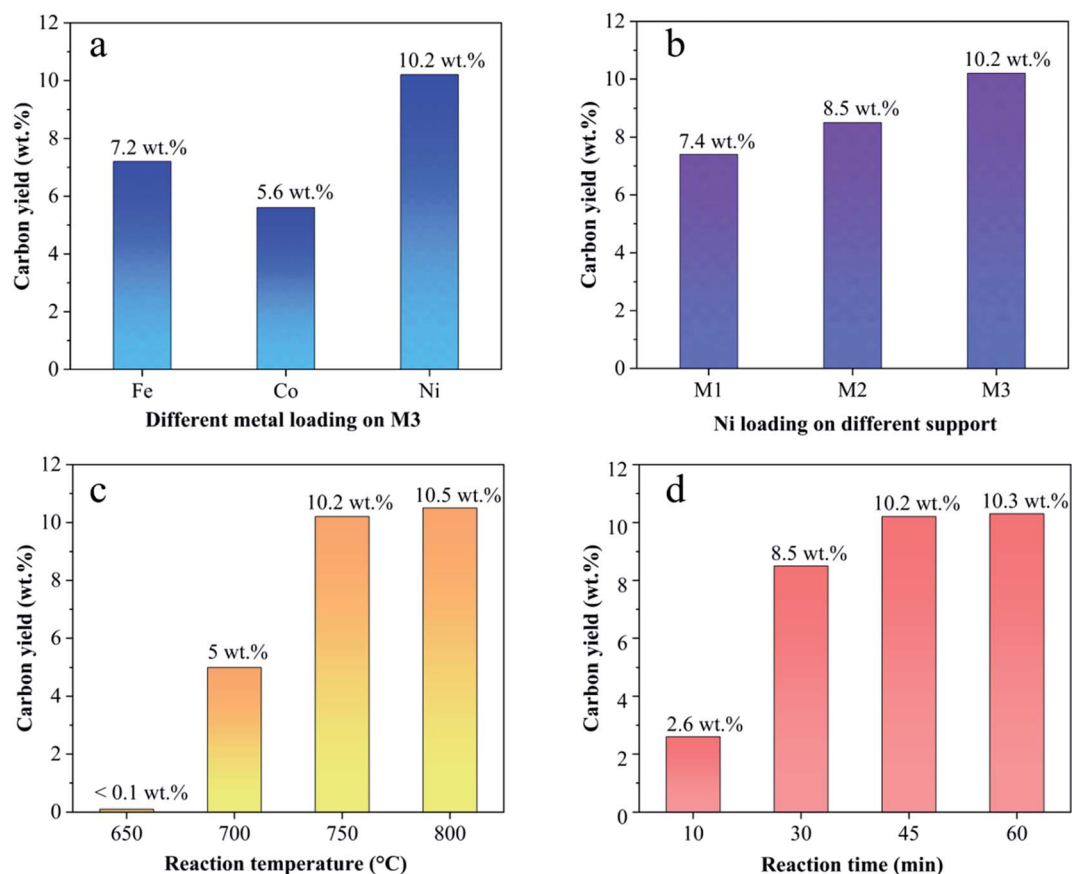 a
Carbon yield (wt.%)
12
10
8
6
4
2
0
7.2 wt.%
5.6 wt.%
10.2 wt.%
Fe Co Ni
Different metal loading on M3
b
Carbon yield (wt.%)
12
10
8
6
4
2
0
7.4 wt.%
8.5 wt.%
10.2 wt.%
M1 M2 M3
Ni loading on different support
c
Carbon yield (wt.%)
12
10
8
6
4
2
0
< 0.1 wt.%
5 wt.%
10.2 wt.%
10.5 wt.%
650 700 750 800
Reaction temperature (°C)
d
Carbon yield (wt.%)
12
10
8
6
4
2
0
2.6 wt.%
8.5 wt.%
10.2 wt.%
10.3 wt.%
10 30 45 60
Reaction time (min)